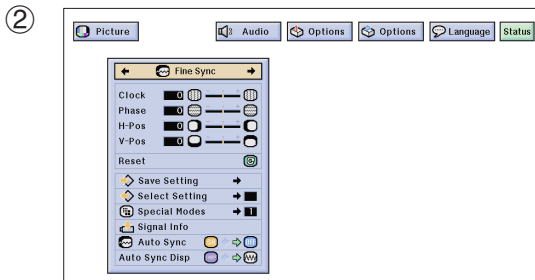 ②
Picture Audio Options Options Language Status
Fine Sync
Clock 0
Phase 0
H-Pos 0
V-Pos 0
Reset
Save Setting
Select Setting
Special Modes 1
Signal Info
Auto Sync
Auto Sync Disp